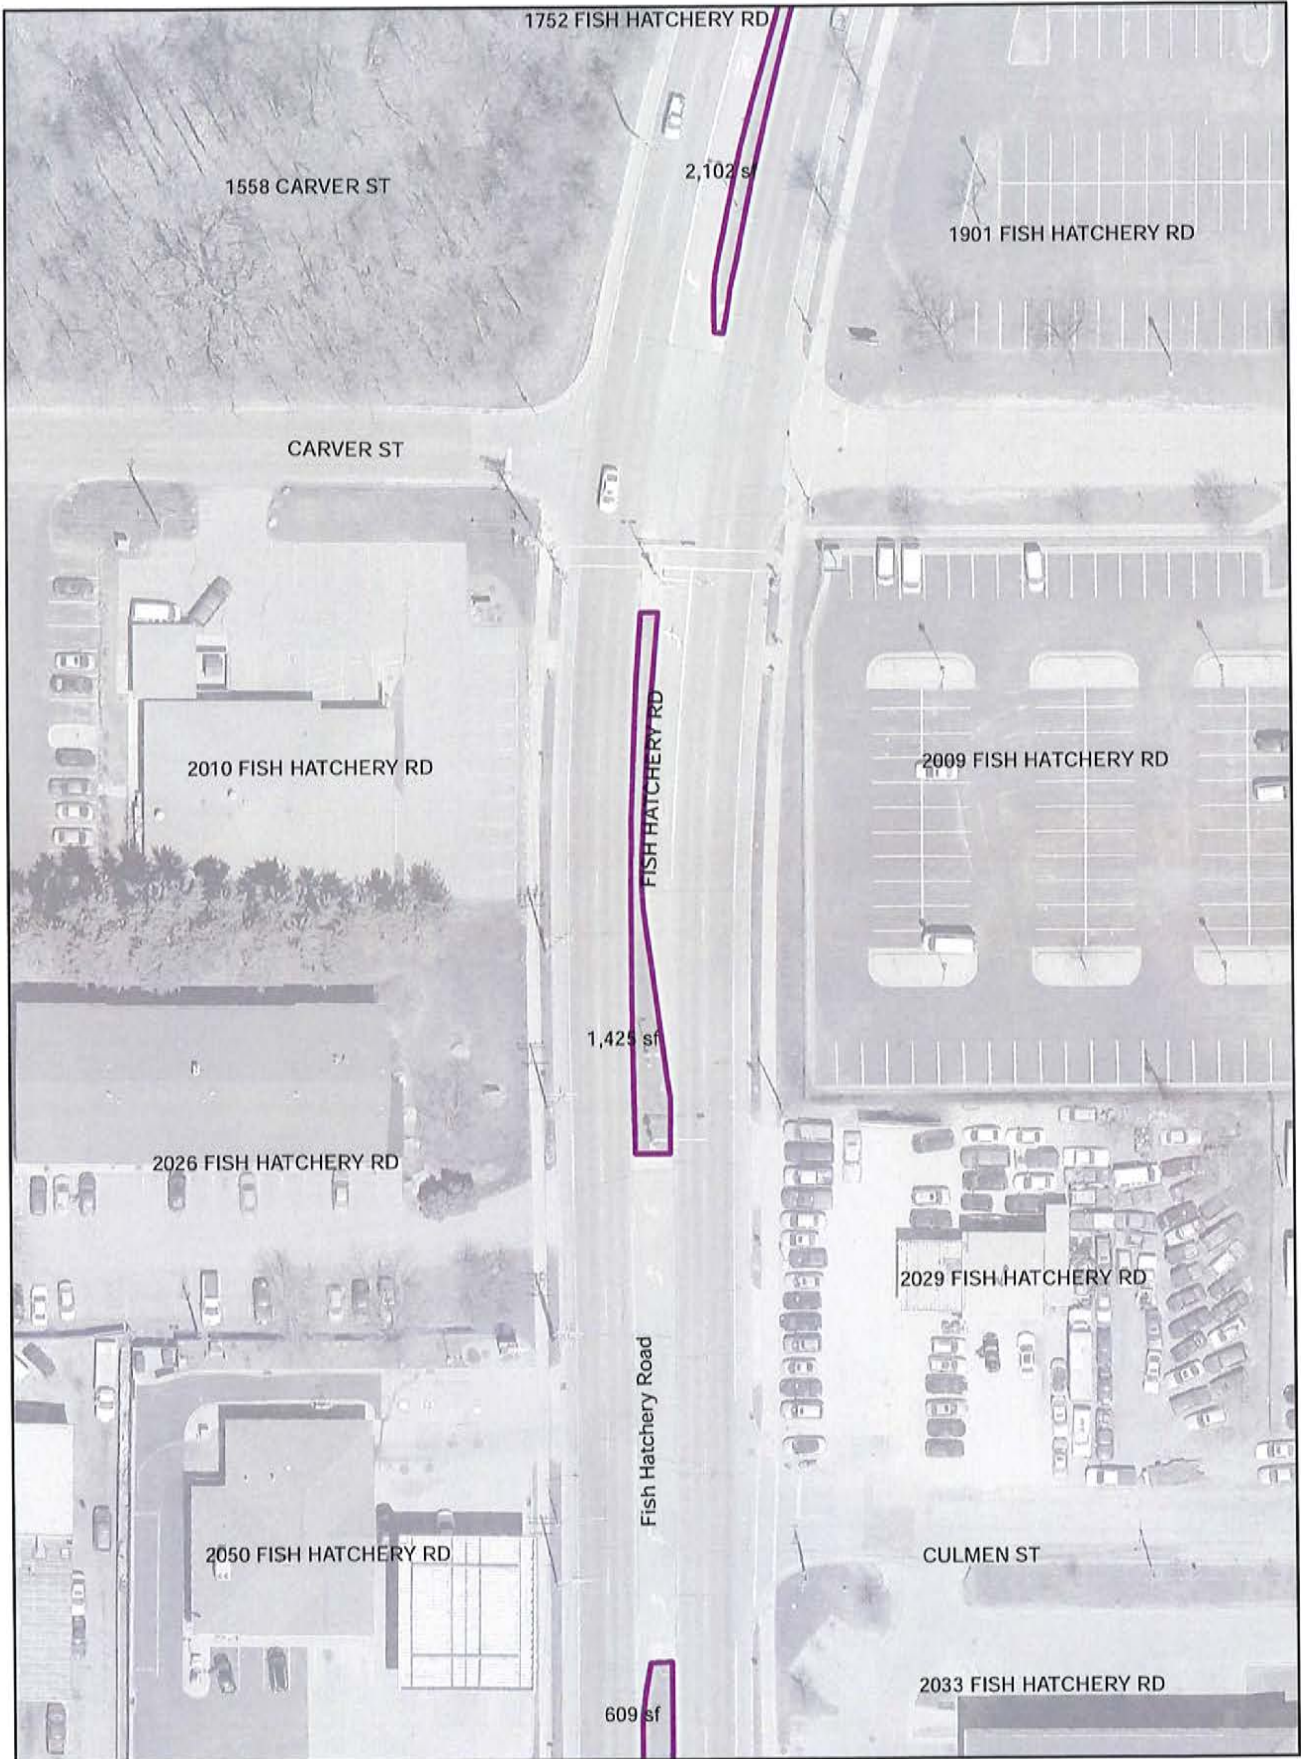 1752 FISH HATCHERY RD
2,102 sf
1558 CARVER ST
1901 FISH HATCHERY RD
CARVER ST
FISH HATCHERY RD
2010 FISH HATCHERY RD
2009 FISH HATCHERY RD
1,425 sf
2026 FISH HATCHERY RD
2029 FISH HATCHERY RD
Fish Hatchery Road
2050 FISH HATCHERY RD
CULMEN ST
2033 FISH HATCHERY RD
609 sf